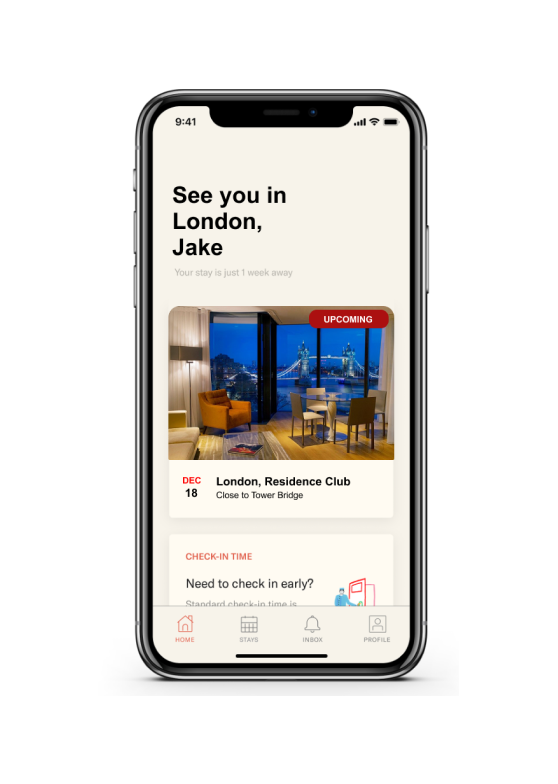 9:41
See you in
London,
Jake
Your stay is just 1 week away
UPCOMING
DEC
18
London, Residence Club
Close to Tower Bridge
CHECK-IN TIME
Need to check in early?
Standard check-in time is
HOME
STAYS
INBOX
PROFILE